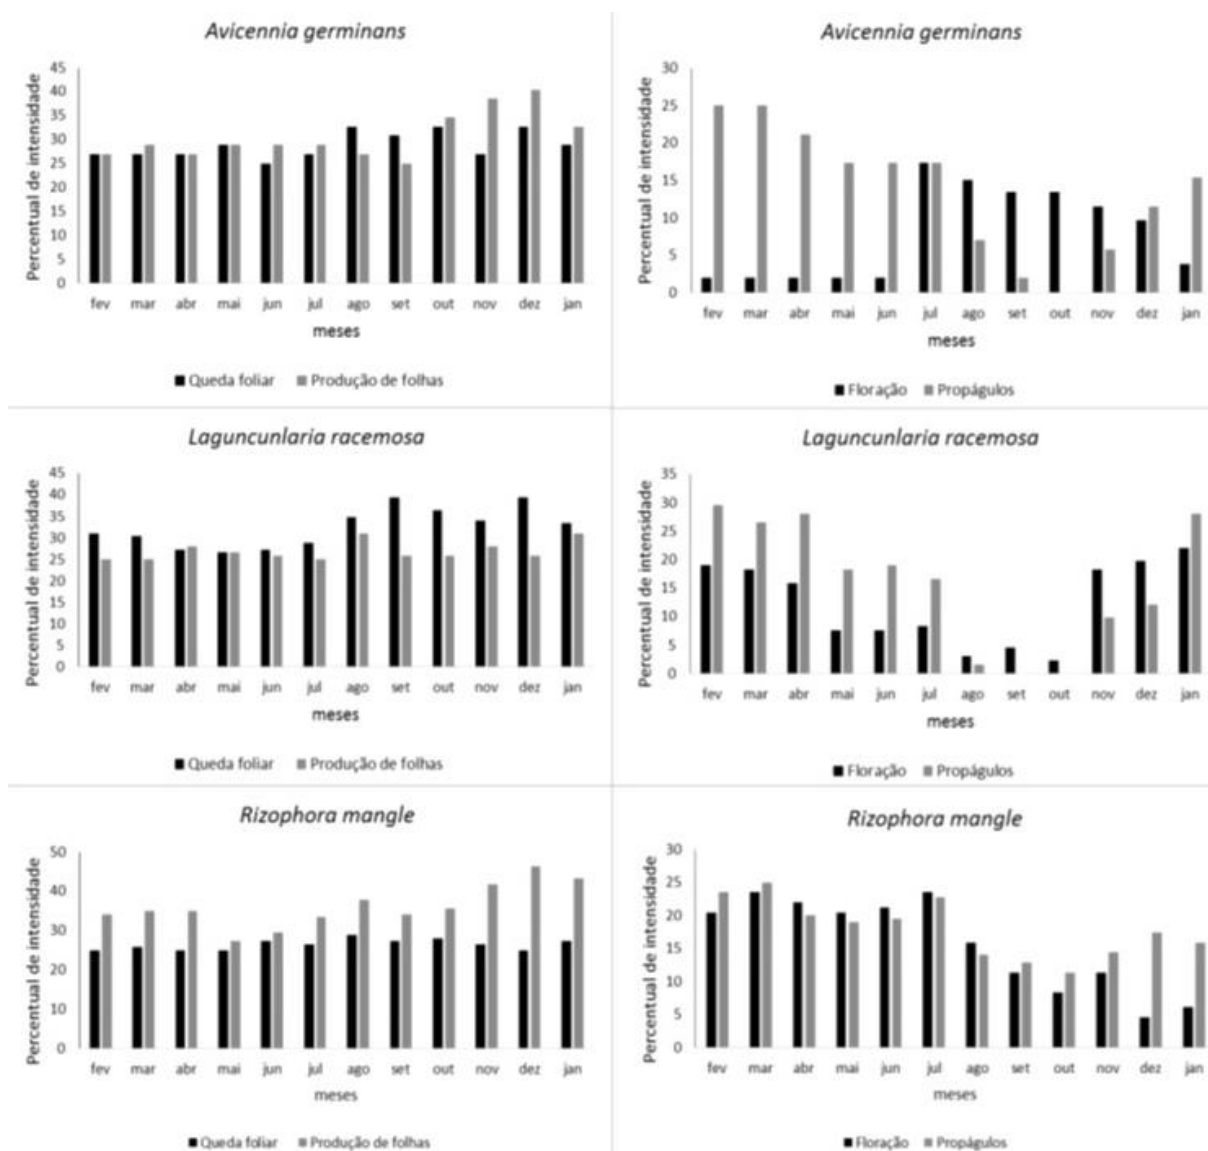 Avicennia germinans
Percentual de intensidade
45
40
35
30
25
20
15
10
5
0
fev mar abr mai jun jul ago set out nov dez jan
meses
Queda foliar Produção de folhas
Avicennia germinans
Percentual de intensidade
30
25
20
15
10
5
0
fev mar abr mai jun jul ago set out nov dez jan
meses
Floração Propágulos
Laguncunlaria racemosa
Percentual de intensidade
45
40
35
30
25
20
15
10
5
0
fev mar abr mai jun jul ago set out nov dez jan
meses
Queda foliar Produção de folhas
Laguncunlaria racemosa
Percentual de intensidade
35
30
25
20
15
10
5
0
fev mar abr mai jun jul ago set out nov dez jan
meses
Floração Propágulos
Rizophora mangle
Percentual de intensidade
50
40
30
20
10
0
fev mar abr mai jun jul ago set out nov dez jan
meses
Queda foliar Produção de folhas
Rizophora mangle
Percentual de intensidade
30
25
20
15
10
5
0
fev mar abr mai jun jul ago set out nov dez jan
meses
Floração Propágulos